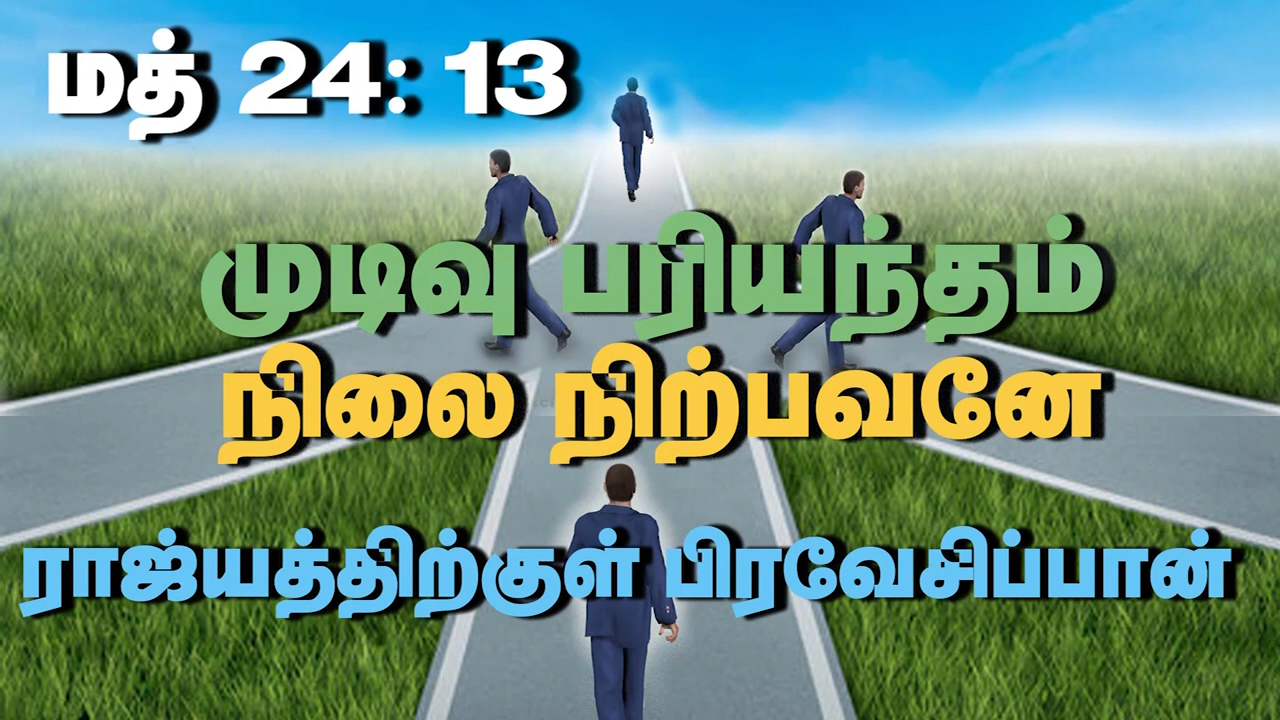 மத் 24: 13
முடிவு பரியந்தம்
நிலை நிற்பவனே
ராஜ்யத்திற்குள் பிரவேசிப்பான்